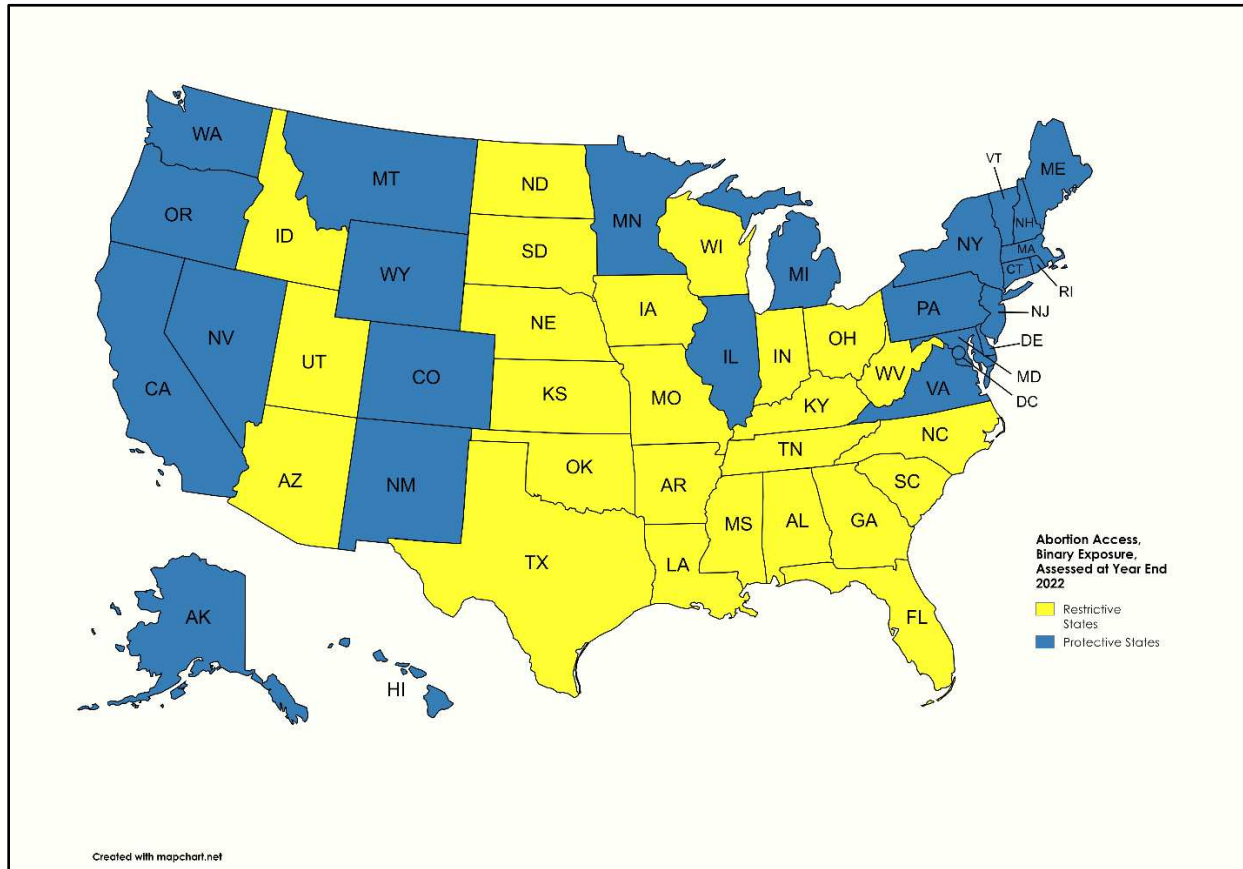 WA
MT
ND
MN
VT
ME
OR
ID
SD
WI
NH
NY
MA
WY
MI
CT
RI
NE
IA
PA
NJ
NV
UT
IL
IN
OH
DE
CA
CO
WV
MD
KS
MO
VA
DC
KY
NC
TN
AZ
OK
NM
AR
SC
MS
AL
GA
TX
LA
FL
AK
HI
Abortion Access,
Binary Exposure,
Assessed at Year End
2022
Restrictive
States
Protective States
Created with mapchart.net